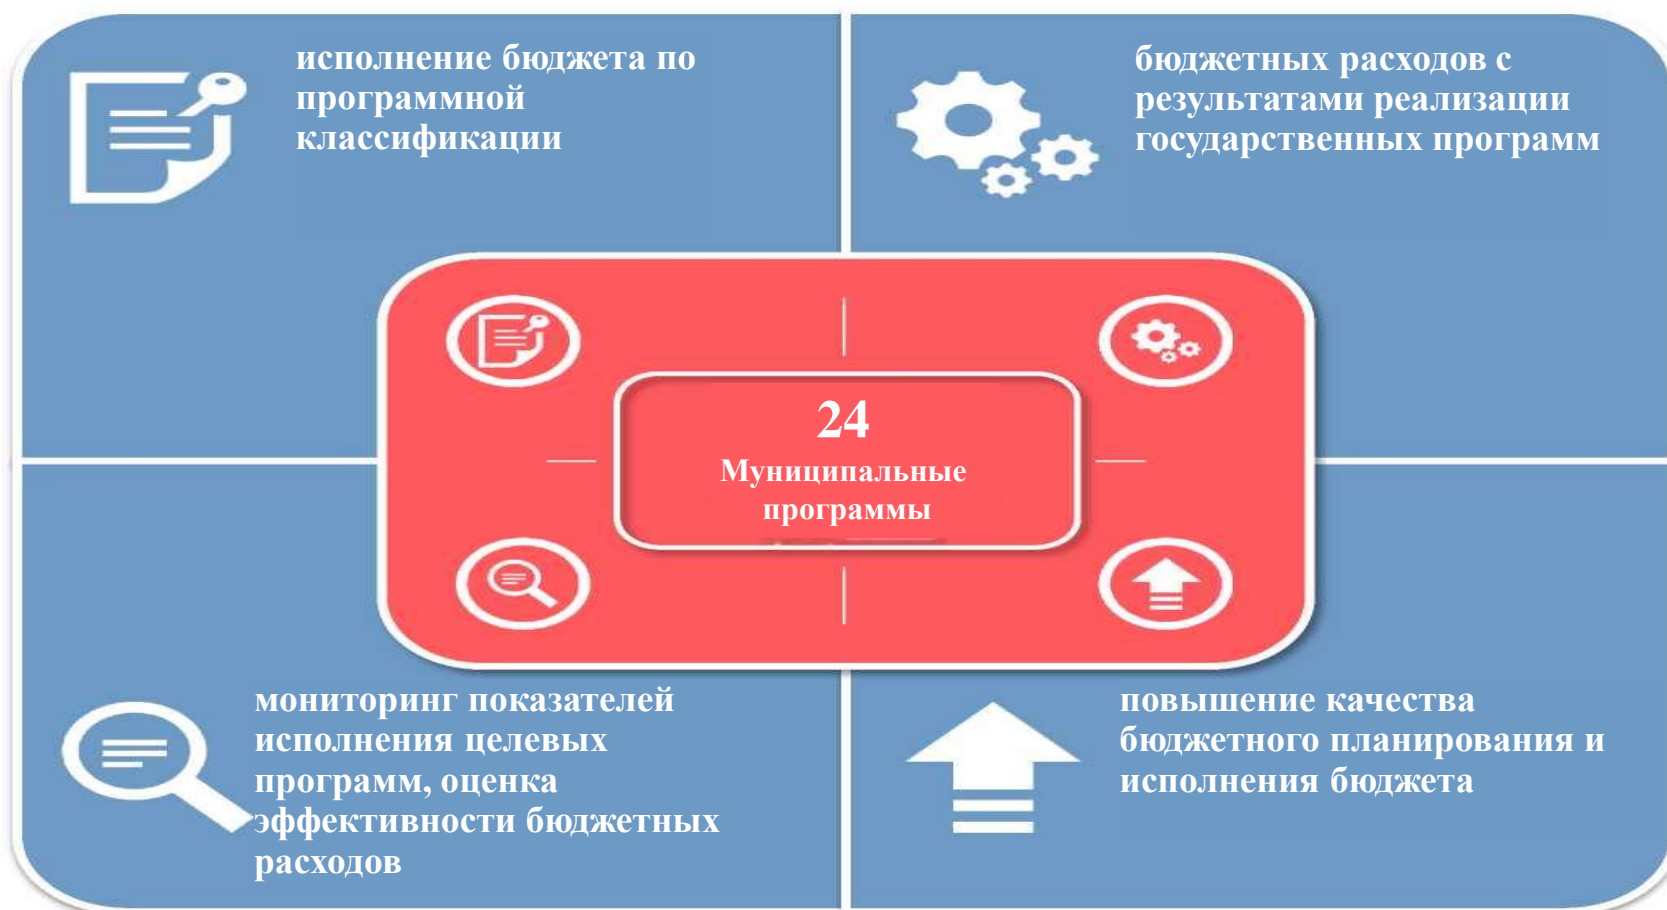 исполнение бюджета по
программной
классификации
бюджетных расходов с
результатами реализации
государственных программ
24
Муниципальные
программы
мониторинг показателей
исполнения целевых
программ, оценка
эффективности бюджетных
расходов
повышение качества
бюджетного планирования и
исполнения бюджета